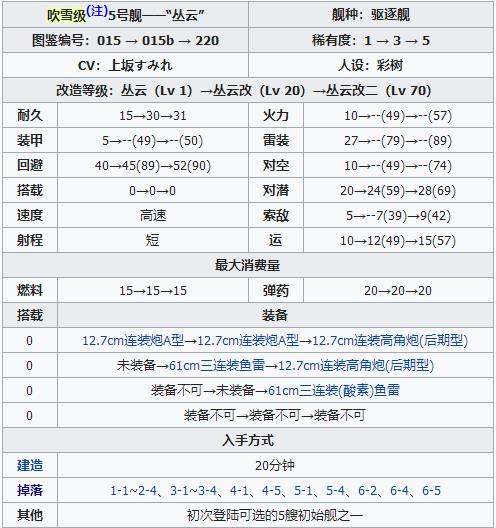 吹雪级(注)5号舰——“丛云” 舰种：驱逐舰
图鉴编号：015 → 015b → 220 稀有度：1 → 3 → 5
CV：上坂すみれ 人设：彩树
改造等级：丛云（Lv 1）→丛云改（Lv 20）→丛云改二（Lv 70）
耐久 15→30→31 火力 10→--(49)→--(57)
装甲 5→--(49)→--(50) 雷装 27→--(79)→--(89)
回避 40→45(89)→52(90) 对空 10→--(49)→--(74)
搭载 0→0→0 对潜 20→24(59)→28(69)
速度 高速 索敌 5→--7(39)→9(42)
射程 短 运 10→12(49)→15(57)
最大消费量
燃料 15→15→15 弹药 20→20→20
搭载 装备
0 12.7cm连装炮A型→12.7cm连装炮A型→12.7cm连装高角炮(后期型)
0 未装备→61cm三连装鱼雷→12.7cm连装高角炮(后期型)
0 装备不可→未装备→61cm三连装(酸素)鱼雷
0 装备不可→装备不可→装备不可
入手方式
建造 20分钟
掉落 1-1~2-4、3-1~3-4、4-1、4-5、5-1、5-4、6-2、6-4、6-5
其他 初次登陆可选的5艘初始舰之一